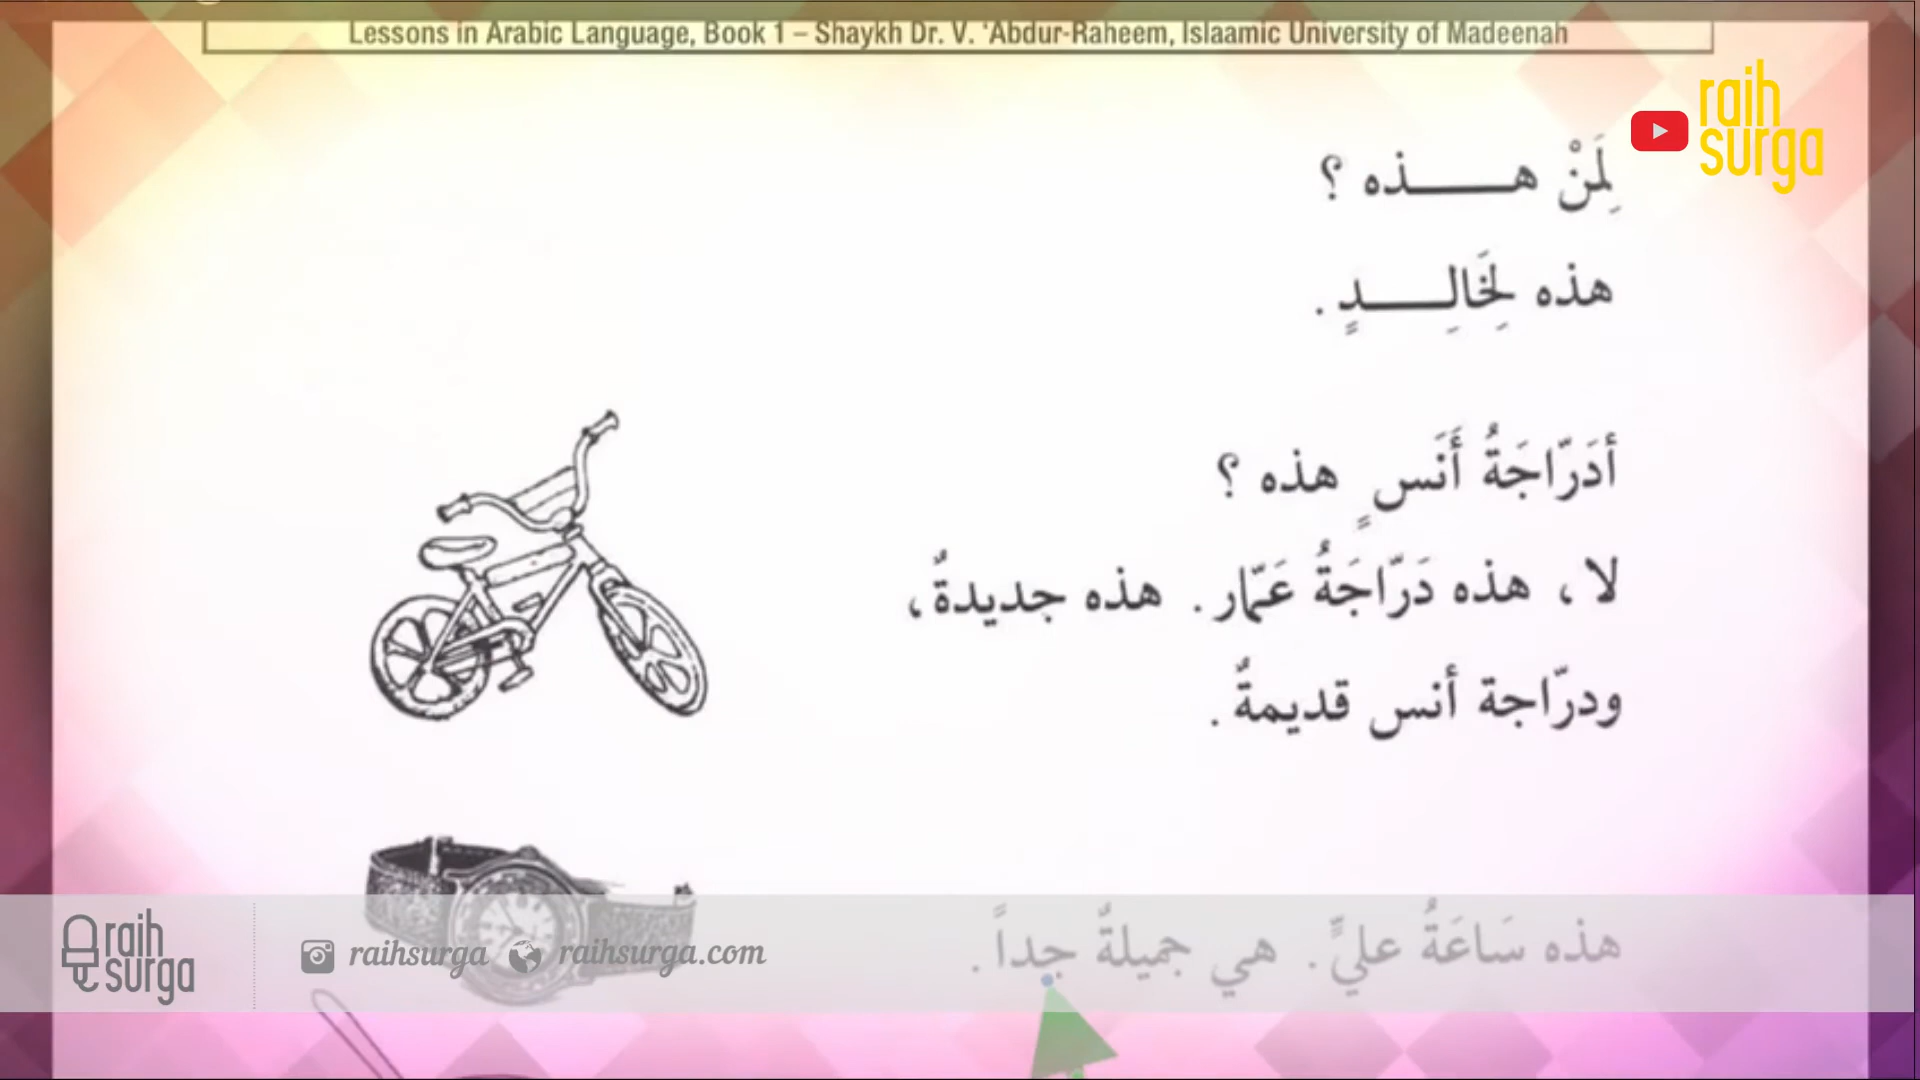 Lessons in Arabic Language, Book 1 – Shaykh Dr. V. ‘Abdur-Raheem, Islaamic University of Madeenah
raih
surga
لِمَنْ هـــــذه ؟
هذه لِخَالِـــــدٍ .
أدَرّاجَةُ أَنَسٍ هذه ؟
لا ، هذه دَرّاجَةُ عَمّار . هذه جديدةٌ ،
ودرّاجة أنس قديمةٌ .
هذه سَاعَةُ عليٍّ . هي جميلةٌ جداً .
raih
surga
raihsurga
raihsurga.com